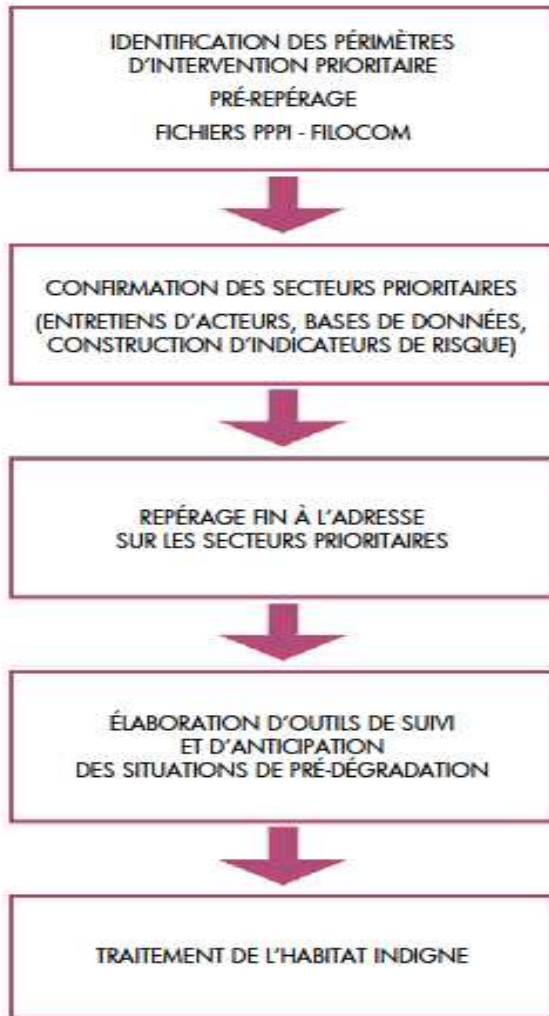 IDENTIFICATION DES PÉRIMÈTRES
D'INTERVENTION PRIORITAIRE
PRÉ-REPÉRAGE
FICHIERS PPPI - FILOCOM
CONFIRMATION DES SECTEURS PRIORITAIRES
(ENTRETIENS D'ACTEURS, BASES DE DONNÉES,
CONSTRUCTION D'INDICATEURS DE RISQUE)
REPÉRAGE FIN À L'ADRESSE
SUR LES SECTEURS PRIORITAIRES
ÉLABORATION D'OUTILS DE SUIVI
ET D'ANTICIPATION
DES SITUATIONS DE PRÉ-DÉGRADATION
TRAITEMENT DE L'HABITAT INDIGNE